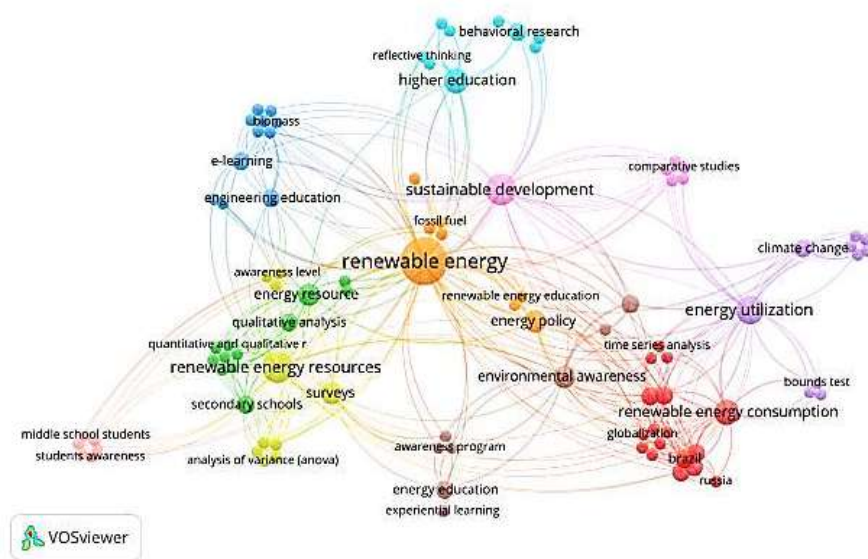 behavioral research
reflective thinking
higher education
biomass
e-learning
comparative studies
sustainable development
engineering education
fossil fuel
climate change
renewable energy
awareness level
energy resource
renewable energy education
energy utilization
qualitative analysis
energy policy
quantitative and qualitative r
time series analysis
renewable energy resources
environmental awareness
bounds test
surveys
secondary schools
renewable energy consumption
middle school students
globalization
students awareness
awareness program
analysis of variance (anova)
brazil
russia
energy education
experiential learning
VOSviewer